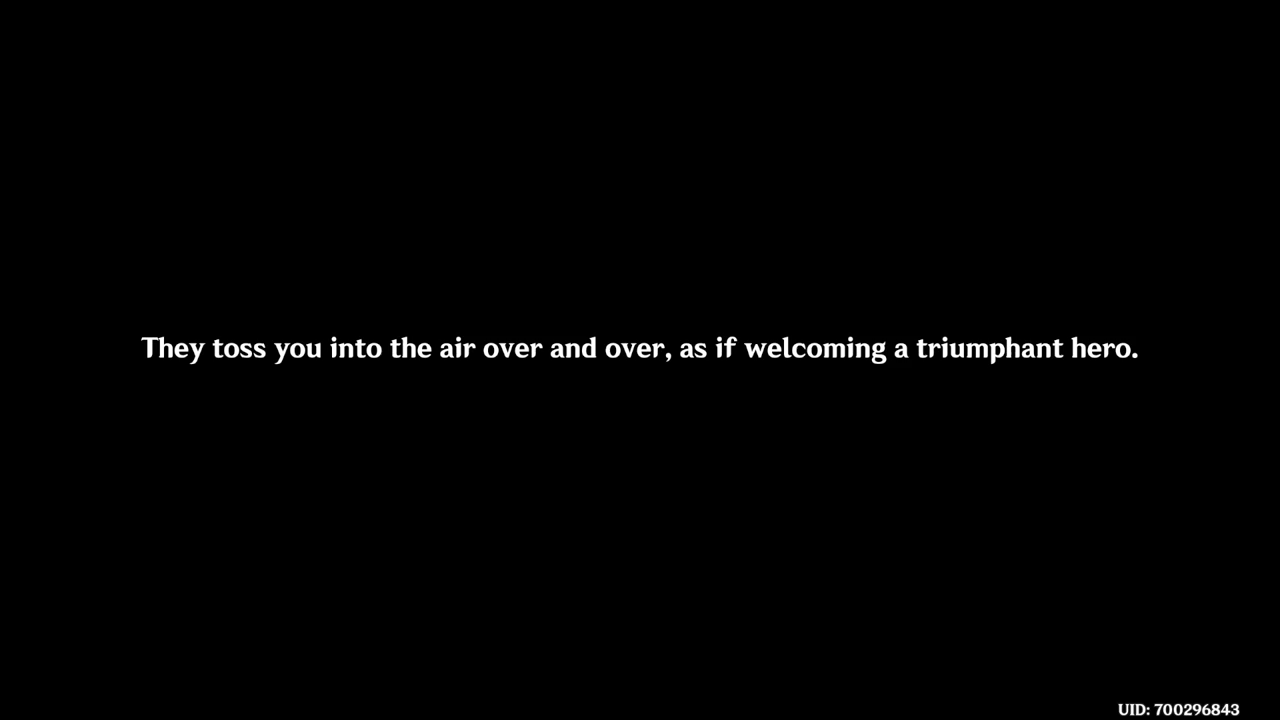 They toss you into the air over and over, as if welcoming a triumphant hero.
UID: 700296843